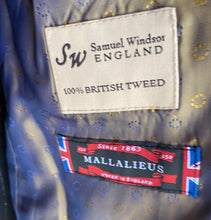 SW Samuel Windsor
ENGLAND
100% BRITISH TWEED
SINCE 1863
MALLALIEUS
MADE IN ENGLAND